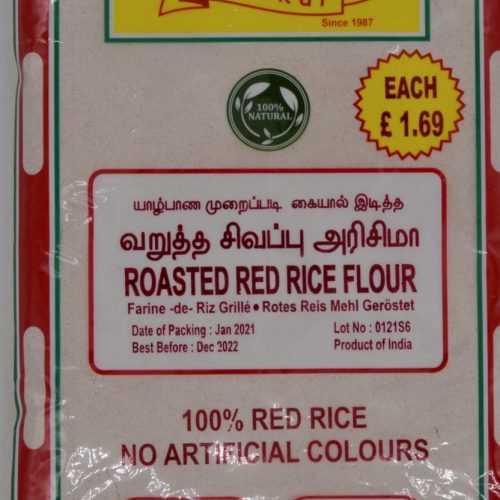 Since 1987
100% NATURAL
EACH
£ 1.69
யாழ்பாண முறைப்படி கையால் இடித்த
வறுத்த சிவப்பு அரிசிமா
ROASTED RED RICE FLOUR
Farine -de- Riz Grillé • Rotes Reis Mehl Geröstet
Date of Packing : Jan 2021 Lot No : 0121S6
Best Before : Dec 2022 Product of India
100% RED RICE
NO ARTIFICIAL COLOURS